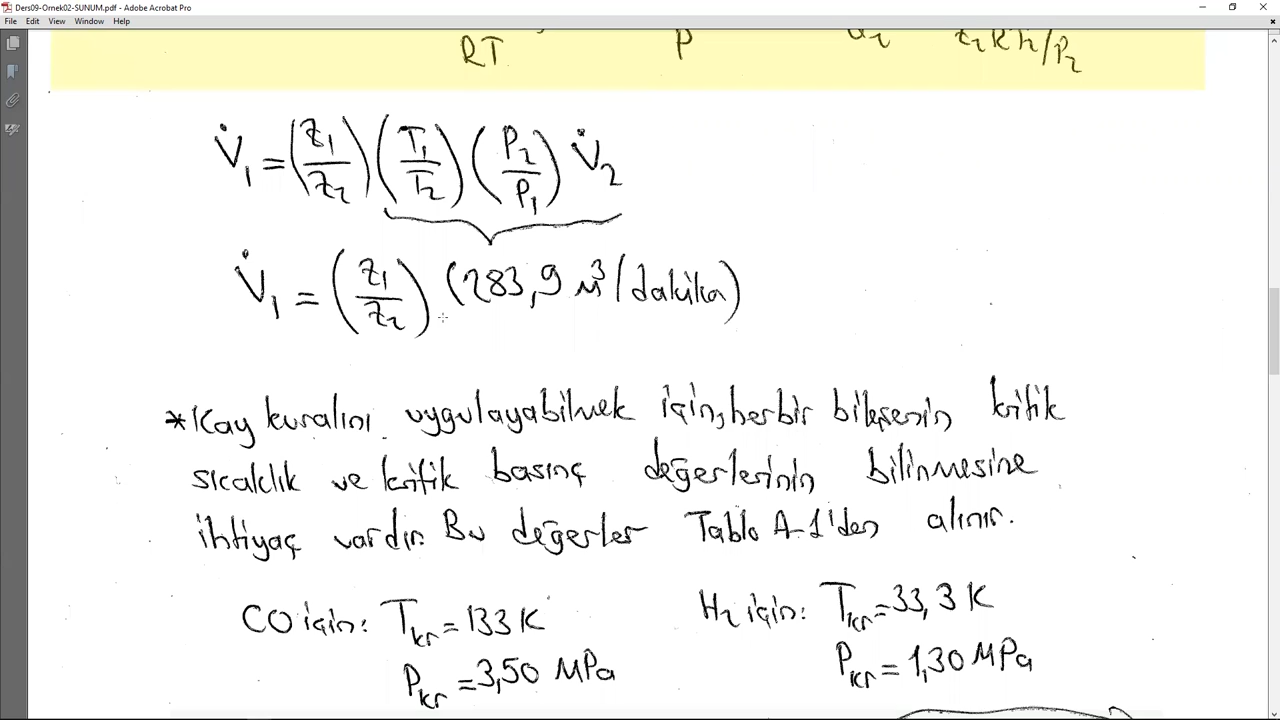 Ders09-Ornek02-SUNUM.pdf - Adobe Acrobat Pro
File Edit View Window Help
RT P z₂RT₂/P₂
V̇₁ = (z₁/z₂) (T₁/T₂) (P₂/P₁) V̇₂
V̇₁ = (z₁/z₂) (283,9 m³/dakika)
*Kay kuralını uygulayabilmek için, herbir bileşenin kritik
sıcaklık ve kritik basınç değerlerinin bilinmesine
ihtiyaç vardır. Bu değerler Tablo A-1'den alınır.
CO için: Tkr = 133 K H₂ için: Tkr = 33,3 K
Pkr = 3,50 MPa Pkr = 1,30 MPa